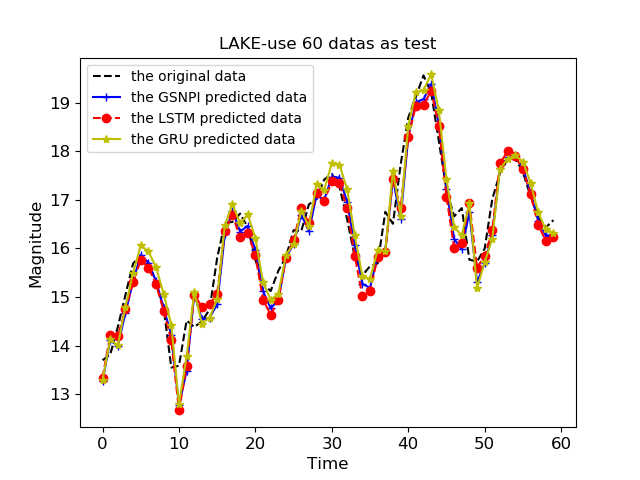 LAKE-use 60 datas as test
the original data
the GSNPI predicted data
the LSTM predicted data
the GRU predicted data
Magnitude
19
18
17
16
15
14
13
0 10 20 30 40 50 60
Time